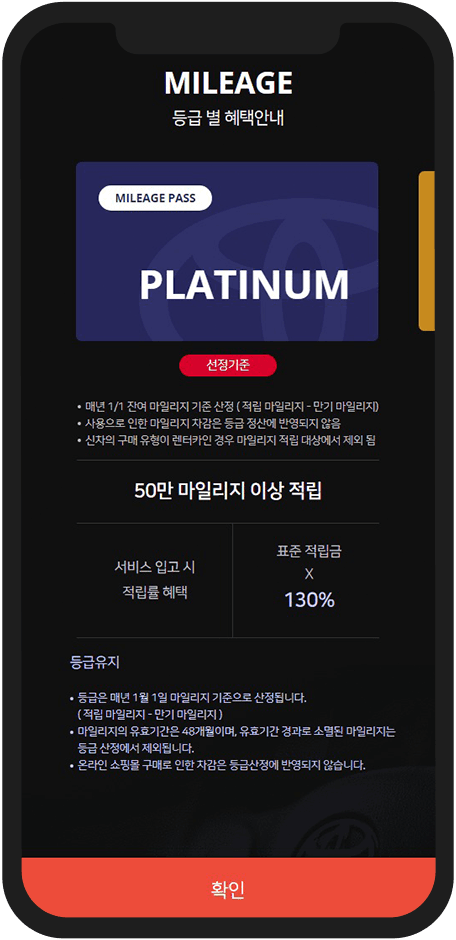 MILEAGE
등급 별 혜택안내
MILEAGE PASS
PLATINUM
선정기준
• 매년 1/1 잔여 마일리지 기준 산정 ( 적립 마일리지 - 만기 마일리지)
• 사용으로 인한 마일리지 차감은 등급 정산에 반영되지 않음
• 신차의 구매 유형이 렌터카인 경우 마일리지 적립 대상에서 제외 됨
50만 마일리지 이상 적립
서비스 입고 시
적립률 혜택
표준 적립금
X
130%
등급유지
• 등급은 매년 1월 1일 마일리지 기준으로 산정됩니다.
( 적립 마일리지 - 만기 마일리지 )
• 마일리지의 유효기간은 48개월이며, 유효기간 경과로 소멸된 마일리지는
등급 산정에서 제외됩니다.
• 온라인 쇼핑몰 구매로 인한 차감은 등급산정에 반영되지 않습니다.
확인